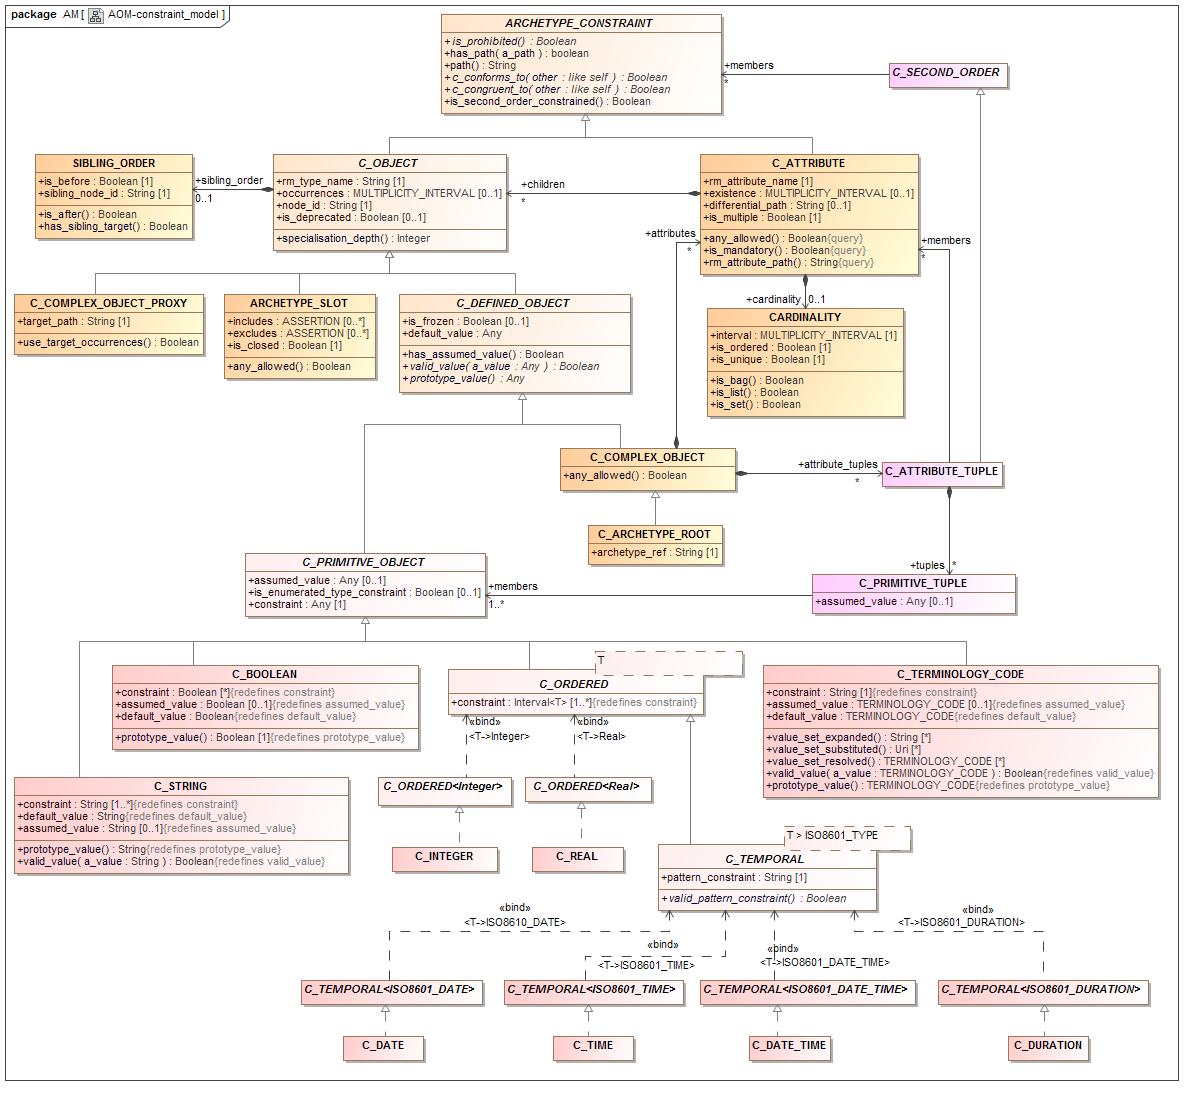 package AM [ AOM-constraint_model ]
ARCHETYPE_CONSTRAINT
+is_prohibited() : Boolean
+has_path( a_path ) : boolean
+path() : String
+c_conforms_to( other : like self ) : Boolean
+c_congruent_to( other : like self ) : Boolean
+is_second_order_constrained() : Boolean
+members
*
C_SECOND_ORDER
SIBLING_ORDER
+is_before : Boolean [1]
+sibling_node_id : String [1]
+is_after() : Boolean
+has_sibling_target() : Boolean
+sibling_order
0..1
C_OBJECT
+rm_type_name : String [1]
+occurrences : MULTIPLICITY_INTERVAL [0..1]
+node_id : String [1]
+is_deprecated : Boolean [0..1]
+specialisation_depth() : Integer
+children
*
C_ATTRIBUTE
+rm_attribute_name [1]
+existence : MULTIPLICITY_INTERVAL [0..1]
+differential_path : String [0..1]
+is_multiple : Boolean [1]
+any_allowed() : Boolean{query}
+is_mandatory() : Boolean{query}
+rm_attribute_path() : String{query}
+attributes
*
+members
*
+cardinality
0..1
C_COMPLEX_OBJECT_PROXY
+target_path : String [1]
+use_target_occurrences() : Boolean
ARCHETYPE_SLOT
+includes : ASSERTION [0..*]
+excludes : ASSERTION [0..*]
+is_closed : Boolean [1]
+any_allowed() : Boolean
C_DEFINED_OBJECT
+is_frozen : Boolean [0..1]
+default_value : Any
+has_assumed_value() : Boolean
+valid_value( a_value : Any ) : Boolean
+prototype_value() : Any
CARDINALITY
+interval : MULTIPLICITY_INTERVAL [1]
+is_ordered : Boolean [1]
+is_unique : Boolean [1]
+is_bag() : Boolean
+is_list() : Boolean
+is_set() : Boolean
C_COMPLEX_OBJECT
+any_allowed() : Boolean
+attribute_tuples
*
C_ATTRIBUTE_TUPLE
C_ARCHETYPE_ROOT
+archetype_ref : String [1]
C_PRIMITIVE_OBJECT
+assumed_value : Any [0..1]
+is_enumerated_type_constraint : Boolean [0..1]
+constraint : Any [1]
+members
1..*
+tuples
*
C_PRIMITIVE_TUPLE
+assumed_value : Any [0..1]
C_BOOLEAN
+constraint : Boolean [*]{redefines constraint}
+assumed_value : Boolean [0..1]{redefines assumed_value}
+default_value : Boolean{redefines default_value}
+prototype_value() : Boolean [1]{redefines prototype_value}
T
C_ORDERED
+constraint : Interval<T> [1..*]{redefines constraint}
C_TERMINOLOGY_CODE
+constraint : String [1]{redefines constraint}
+assumed_value : TERMINOLOGY_CODE [0..1]{redefines assumed_value}
+default_value : TERMINOLOGY_CODE{redefines default_value}
+value_set_expanded() : String [*]
+value_set_substituted() : Uri [*]
+value_set_resolved() : TERMINOLOGY_CODE [*]
+valid_value( a_value : TERMINOLOGY_CODE ) : Boolean{redefines valid_value}
+prototype_value() : TERMINOLOGY_CODE{redefines prototype_value}
«bind»
<T->Integer>
«bind»
<T->Real>
C_STRING
+constraint : String [1..*]{redefines constraint}
+default_value : String{redefines default_value}
+assumed_value : String [0..1]{redefines assumed_value}
+prototype_value() : String{redefines prototype_value}
+valid_value( a_value : String ) : Boolean{redefines valid_value}
C_ORDERED<Integer>
C_ORDERED<Real>
C_INTEGER
C_REAL
T > ISO8601_TYPE
C_TEMPORAL
+pattern_constraint : String [1]
+valid_pattern_constraint() : Boolean
«bind»
<T->ISO8610_DATE>
«bind»
<T->ISO8601_TIME>
«bind»
<T->ISO8601_DATE_TIME>
«bind»
<T->ISO8601_DURATION>
C_TEMPORAL<ISO8601_DATE>
C_TEMPORAL<ISO8601_TIME>
C_TEMPORAL<ISO8601_DATE_TIME>
C_TEMPORAL<ISO8601_DURATION>
C_DATE
C_TIME
C_DATE_TIME
C_DURATION